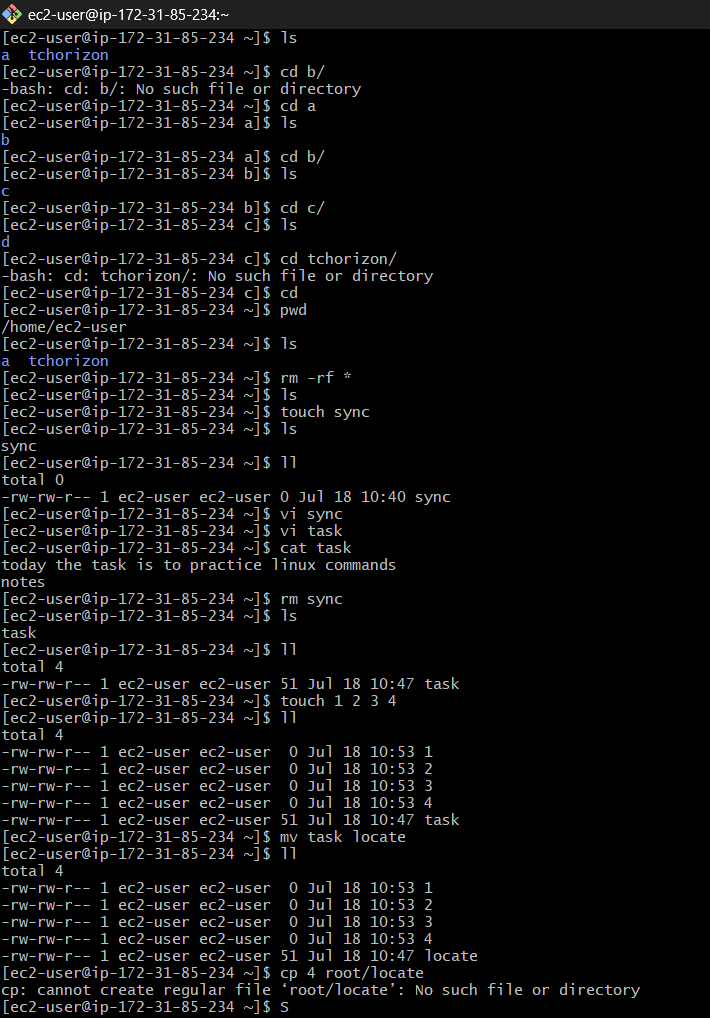 ec2-user@ip-172-31-85-234:~
[ec2-user@ip-172-31-85-234 ~]$ ls
a  tchorizon
[ec2-user@ip-172-31-85-234 ~]$ cd b/
-bash: cd: b/: No such file or directory
[ec2-user@ip-172-31-85-234 ~]$ cd a
[ec2-user@ip-172-31-85-234 a]$ ls
b
[ec2-user@ip-172-31-85-234 a]$ cd b/
[ec2-user@ip-172-31-85-234 b]$ ls
c
[ec2-user@ip-172-31-85-234 b]$ cd c/
[ec2-user@ip-172-31-85-234 c]$ ls
d
[ec2-user@ip-172-31-85-234 c]$ cd tchorizon/
-bash: cd: tchorizon/: No such file or directory
[ec2-user@ip-172-31-85-234 c]$ cd
[ec2-user@ip-172-31-85-234 ~]$ pwd
/home/ec2-user
[ec2-user@ip-172-31-85-234 ~]$ ls
a  tchorizon
[ec2-user@ip-172-31-85-234 ~]$ rm -rf *
[ec2-user@ip-172-31-85-234 ~]$ ls
[ec2-user@ip-172-31-85-234 ~]$ touch sync
[ec2-user@ip-172-31-85-234 ~]$ ls
sync
[ec2-user@ip-172-31-85-234 ~]$ ll
total 0
-rw-rw-r-- 1 ec2-user ec2-user 0 Jul 18 10:40 sync
[ec2-user@ip-172-31-85-234 ~]$ vi sync
[ec2-user@ip-172-31-85-234 ~]$ vi task
[ec2-user@ip-172-31-85-234 ~]$ cat task
today the task is to practice linux commands
notes
[ec2-user@ip-172-31-85-234 ~]$ rm sync
[ec2-user@ip-172-31-85-234 ~]$ ls
task
[ec2-user@ip-172-31-85-234 ~]$ ll
total 4
-rw-rw-r-- 1 ec2-user ec2-user 51 Jul 18 10:47 task
[ec2-user@ip-172-31-85-234 ~]$ touch 1 2 3 4
[ec2-user@ip-172-31-85-234 ~]$ ll
total 4
-rw-rw-r-- 1 ec2-user ec2-user  0 Jul 18 10:53 1
-rw-rw-r-- 1 ec2-user ec2-user  0 Jul 18 10:53 2
-rw-rw-r-- 1 ec2-user ec2-user  0 Jul 18 10:53 3
-rw-rw-r-- 1 ec2-user ec2-user  0 Jul 18 10:53 4
-rw-rw-r-- 1 ec2-user ec2-user 51 Jul 18 10:47 task
[ec2-user@ip-172-31-85-234 ~]$ mv task locate
[ec2-user@ip-172-31-85-234 ~]$ ll
total 4
-rw-rw-r-- 1 ec2-user ec2-user  0 Jul 18 10:53 1
-rw-rw-r-- 1 ec2-user ec2-user  0 Jul 18 10:53 2
-rw-rw-r-- 1 ec2-user ec2-user  0 Jul 18 10:53 3
-rw-rw-r-- 1 ec2-user ec2-user  0 Jul 18 10:53 4
-rw-rw-r-- 1 ec2-user ec2-user 51 Jul 18 10:47 locate
[ec2-user@ip-172-31-85-234 ~]$ cp 4 root/locate
cp: cannot create regular file ‘root/locate’: No such file or directory
[ec2-user@ip-172-31-85-234 ~]$ S